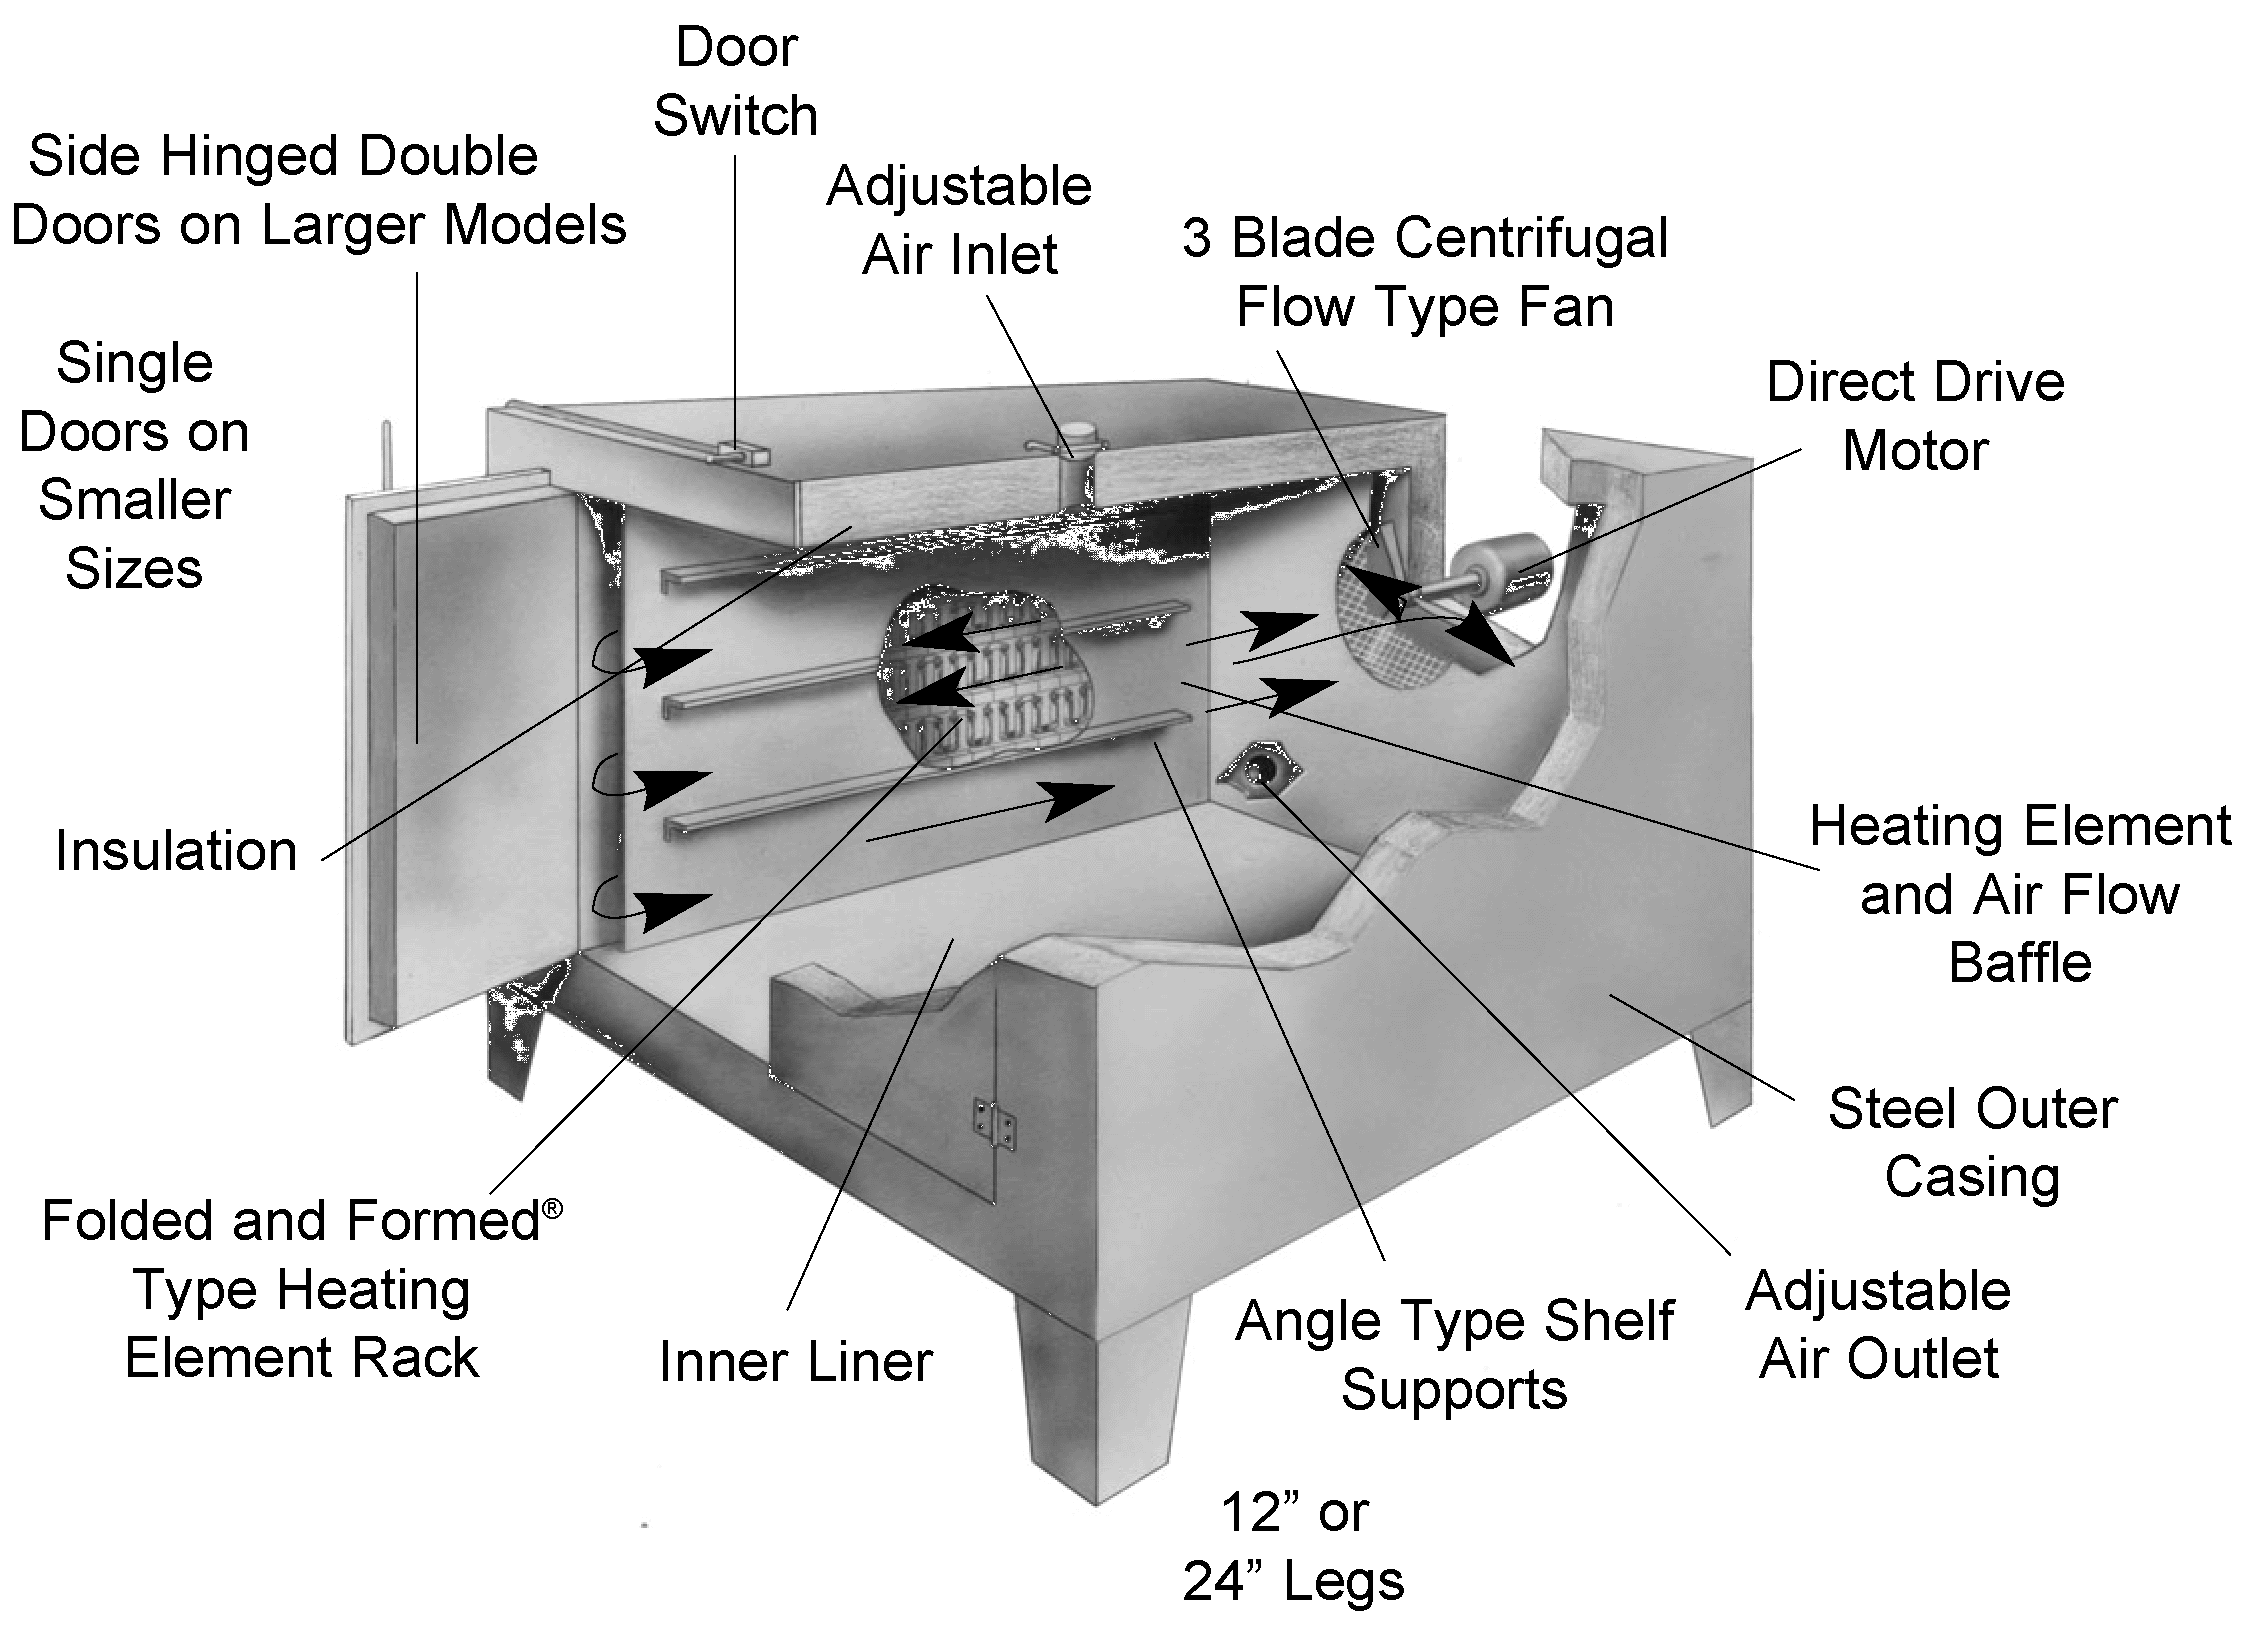 Door
Switch
Side Hinged Double
Doors on Larger Models
Adjustable
Air Inlet
3 Blade Centrifugal
Flow Type Fan
Single
Doors on
Smaller
Sizes
Direct Drive
Motor
Insulation
Heating Element
and Air Flow
Baffle
Steel Outer
Casing
Folded and Formed®
Type Heating
Element Rack
Inner Liner
Angle Type Shelf
Supports
Adjustable
Air Outlet
12” or
24” Legs